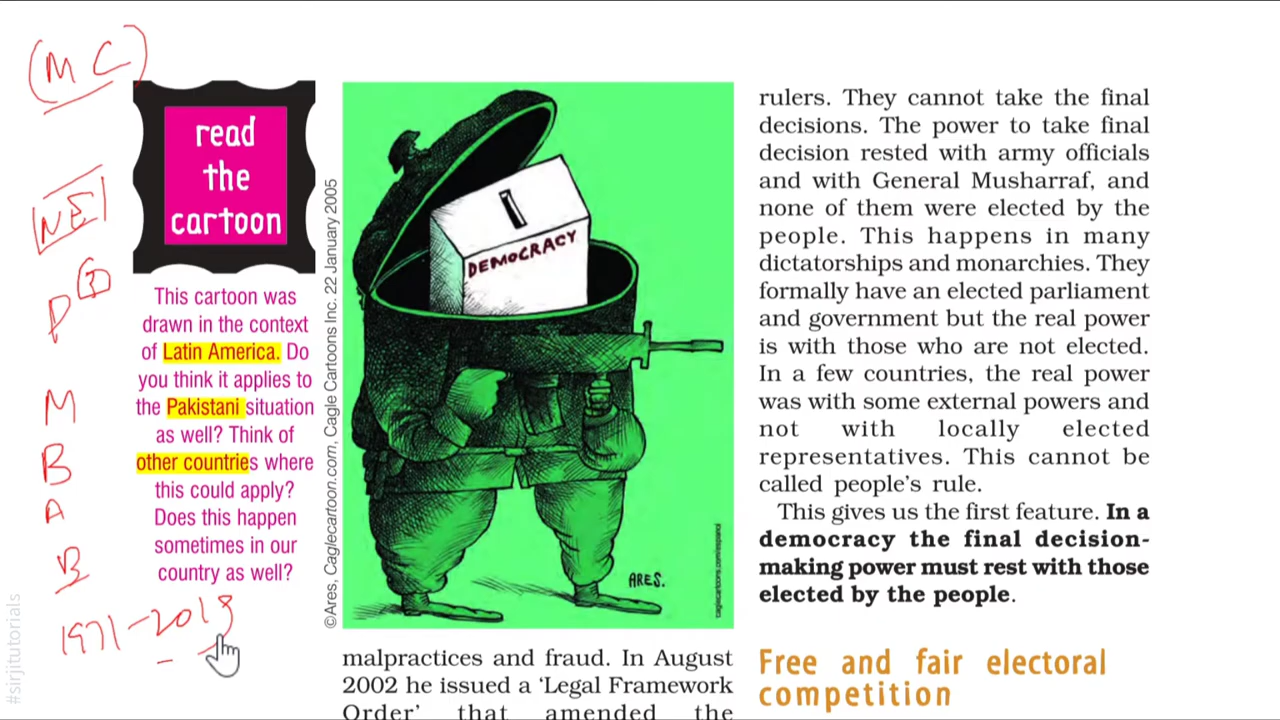 (M C)
NE
P
M
B
A
B
1971-2019
#sirjitutorials
read
the
cartoon
This cartoon was
drawn in the context
of Latin America. Do
you think it applies to
the Pakistani situation
as well? Think of
other countries where
this could apply?
Does this happen
sometimes in our
country as well?
©Ares, Caglecartoon.com, Cagle Cartoons Inc. 22 January 2005
DEMOCRACY
ARES.
caglecartoons.com/espanol
malpractices and fraud. In August
2002 he issued a ‘Legal Framework
Order’ that amended the
rulers. They cannot take the final
decisions. The power to take final
decision rested with army officials
and with General Musharraf, and
none of them were elected by the
people. This happens in many
dictatorships and monarchies. They
formally have an elected parliament
and government but the real power
is with those who are not elected.
In a few countries, the real power
was with some external powers and
not with locally elected
representatives. This cannot be
called people’s rule.
This gives us the first feature. In a
democracy the final decision-
making power must rest with those
elected by the people.
Free and fair electoral
competition